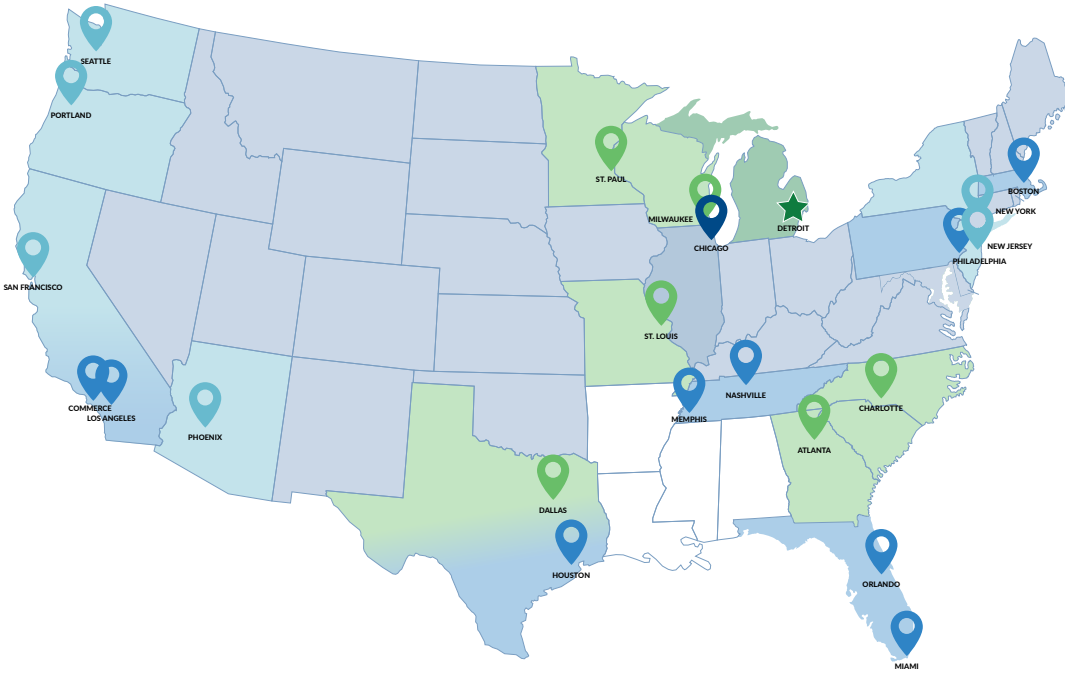 SEATTLE
PORTLAND
ST. PAUL
BOSTON
MILWAUKEE
NEW YORK
DETROIT
CHICAGO
NEW JERSEY
PHILADELPHIA
SAN FRANCISCO
ST. LOUIS
NASHVILLE
COMMERCE
CHARLOTTE
LOS ANGELES
MEMPHIS
PHOENIX
ATLANTA
DALLAS
HOUSTON
ORLANDO
MIAMI